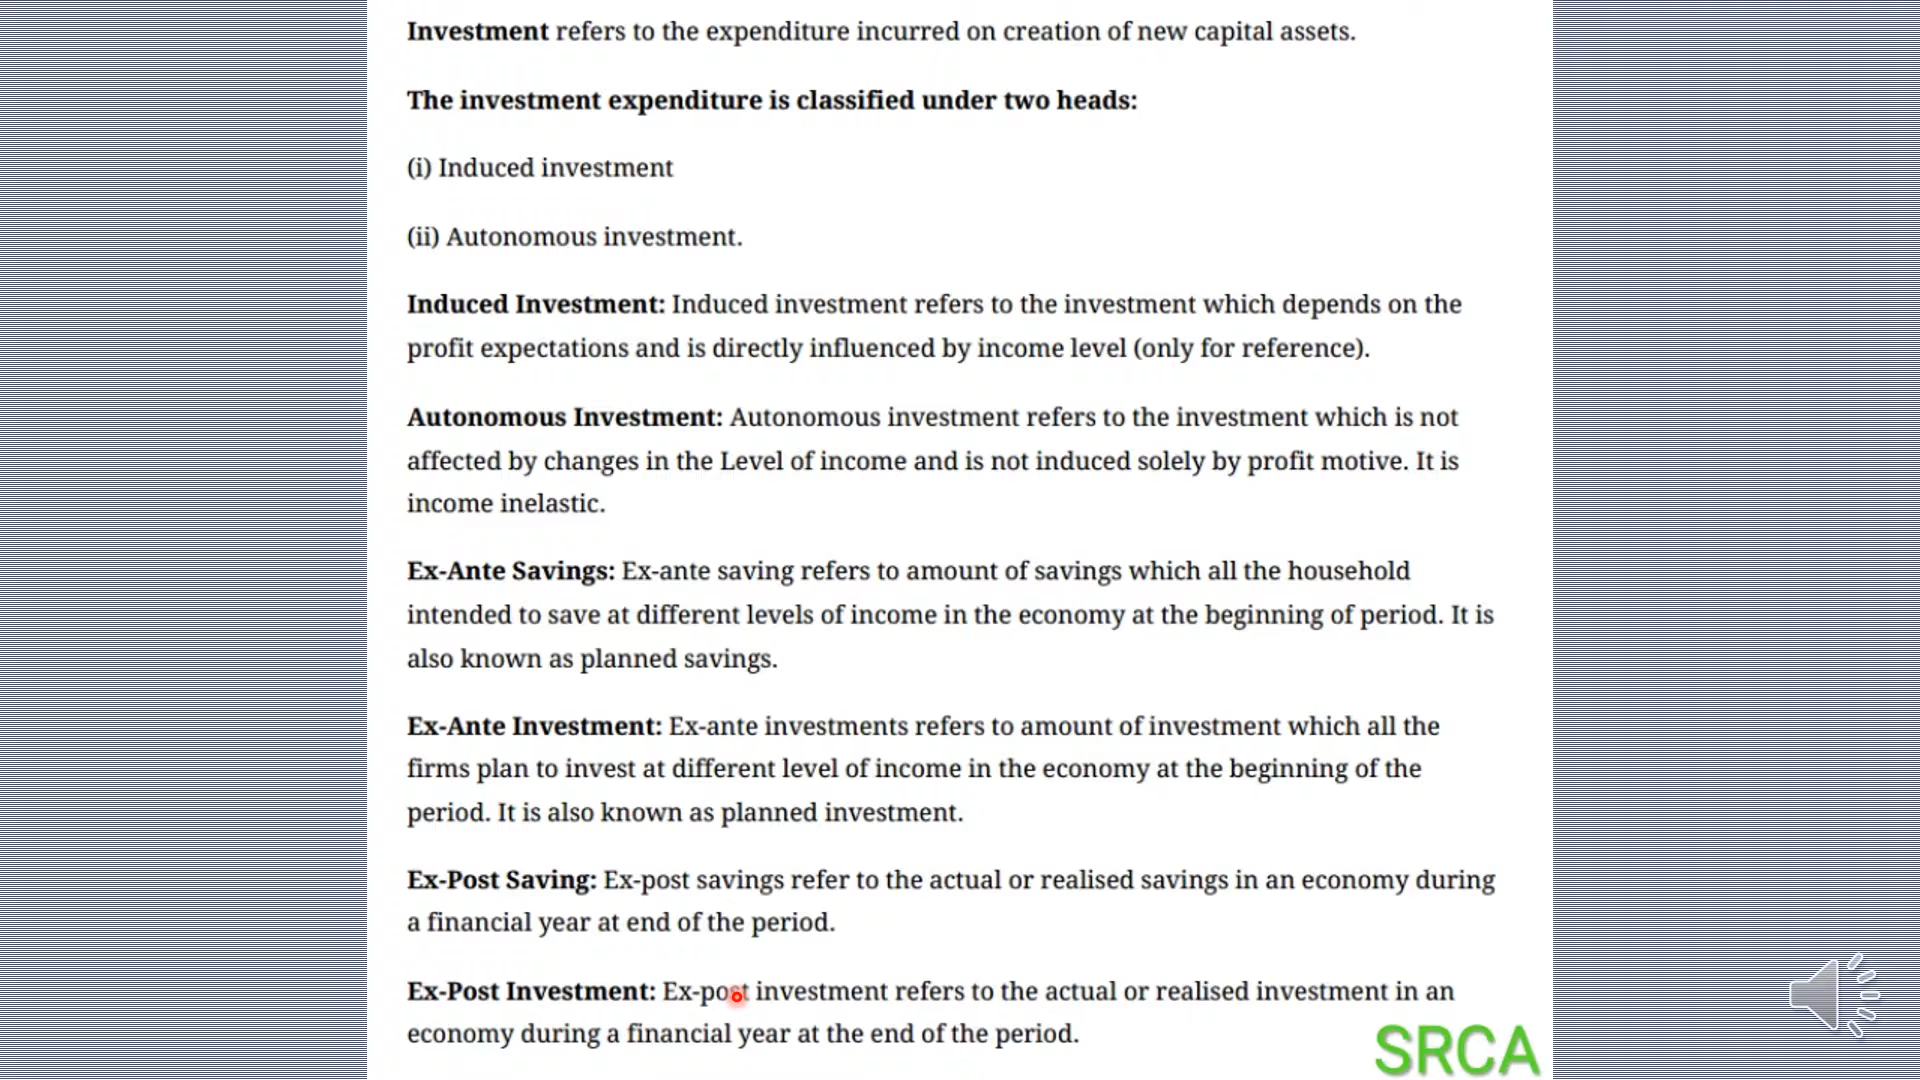 Investment refers to the expenditure incurred on creation of new capital assets.
The investment expenditure is classified under two heads:
(i) Induced investment
(ii) Autonomous investment.
Induced Investment: Induced investment refers to the investment which depends on the
profit expectations and is directly influenced by income level (only for reference).
Autonomous Investment: Autonomous investment refers to the investment which is not
affected by changes in the Level of income and is not induced solely by profit motive. It is
income inelastic.
Ex-Ante Savings: Ex-ante saving refers to amount of savings which all the household
intended to save at different levels of income in the economy at the beginning of period. It is
also known as planned savings.
Ex-Ante Investment: Ex-ante investments refers to amount of investment which all the
firms plan to invest at different level of income in the economy at the beginning of the
period. It is also known as planned investment.
Ex-Post Saving: Ex-post savings refer to the actual or realised savings in an economy during
a financial year at end of the period.
Ex-Post Investment: Ex-post investment refers to the actual or realised investment in an
economy during a financial year at the end of the period.
SRCA